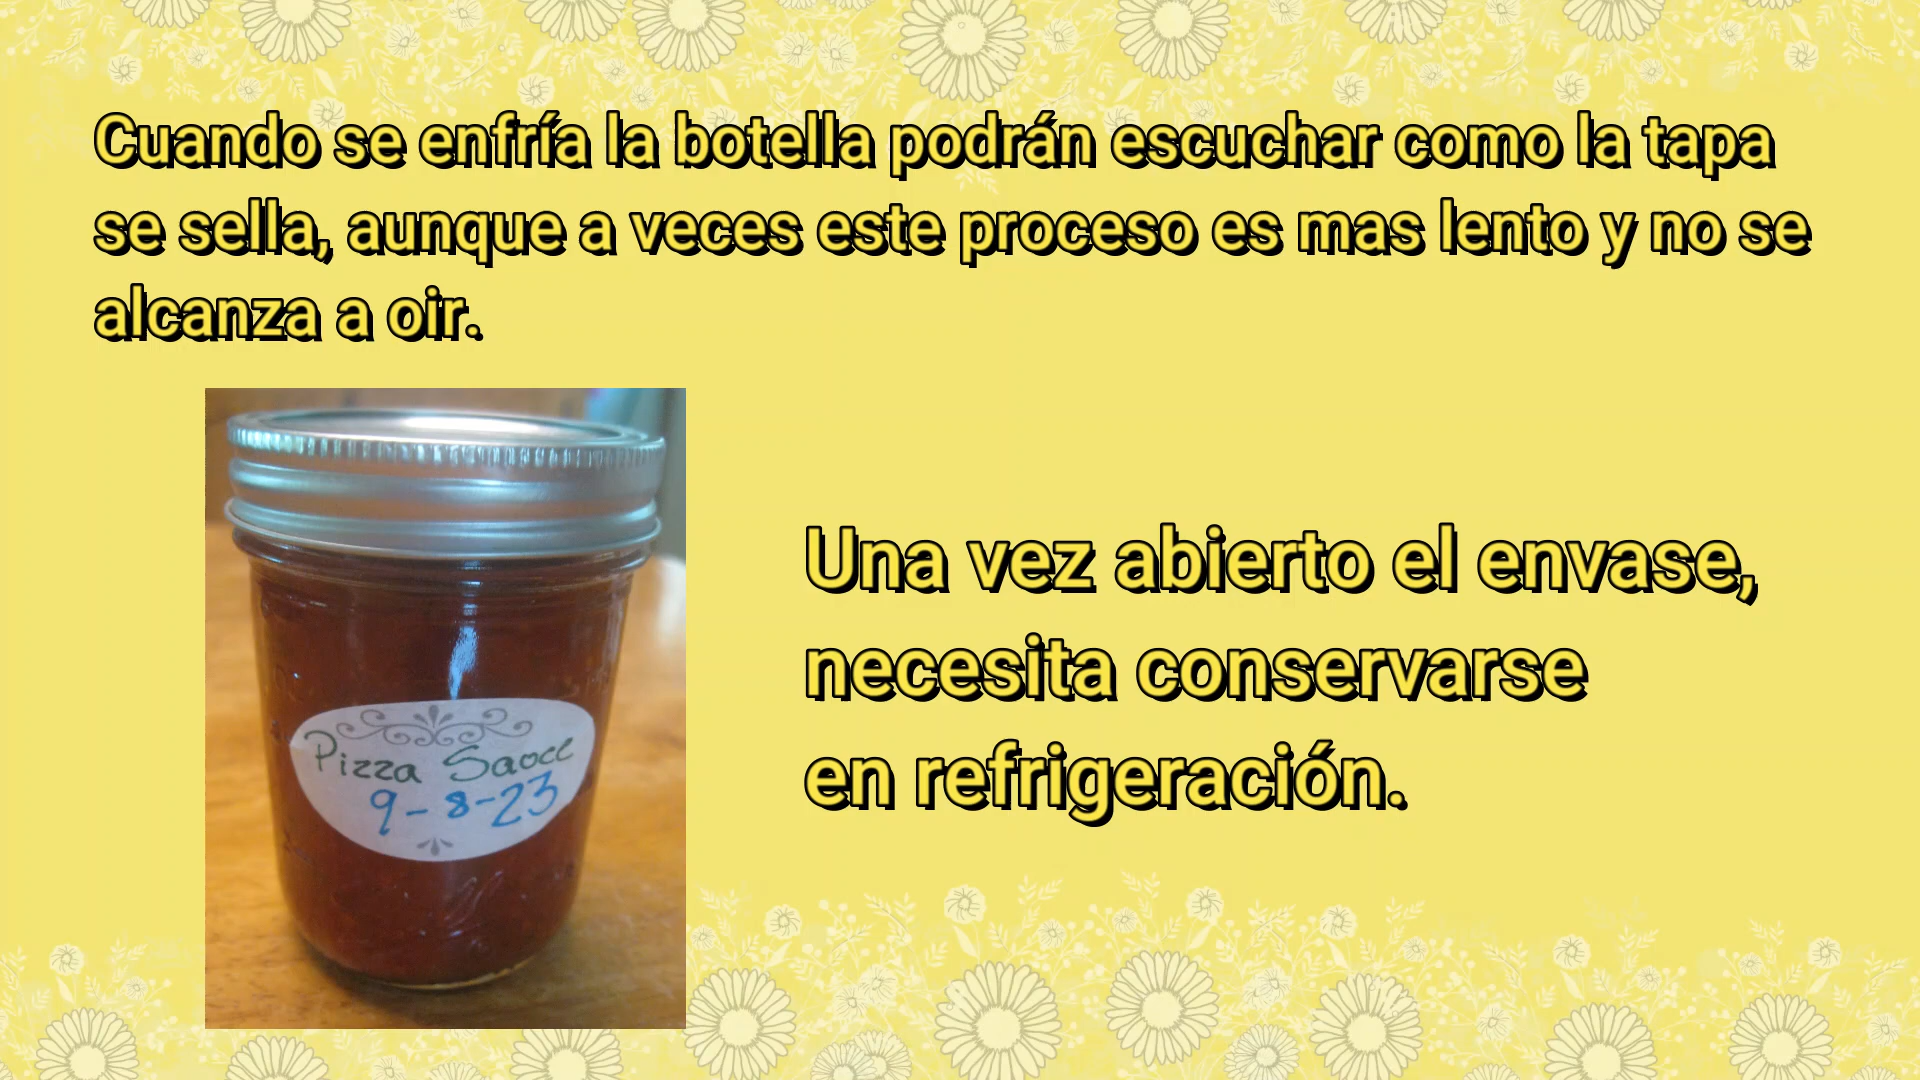 Cuando se enfría la botella podrán escuchar como la tapa
se sella, aunque a veces este proceso es mas lento y no se
alcanza a oir.
Una vez abierto el envase,
necesita conservarse
en refrigeración.
Pizza Sauce
9-8-23